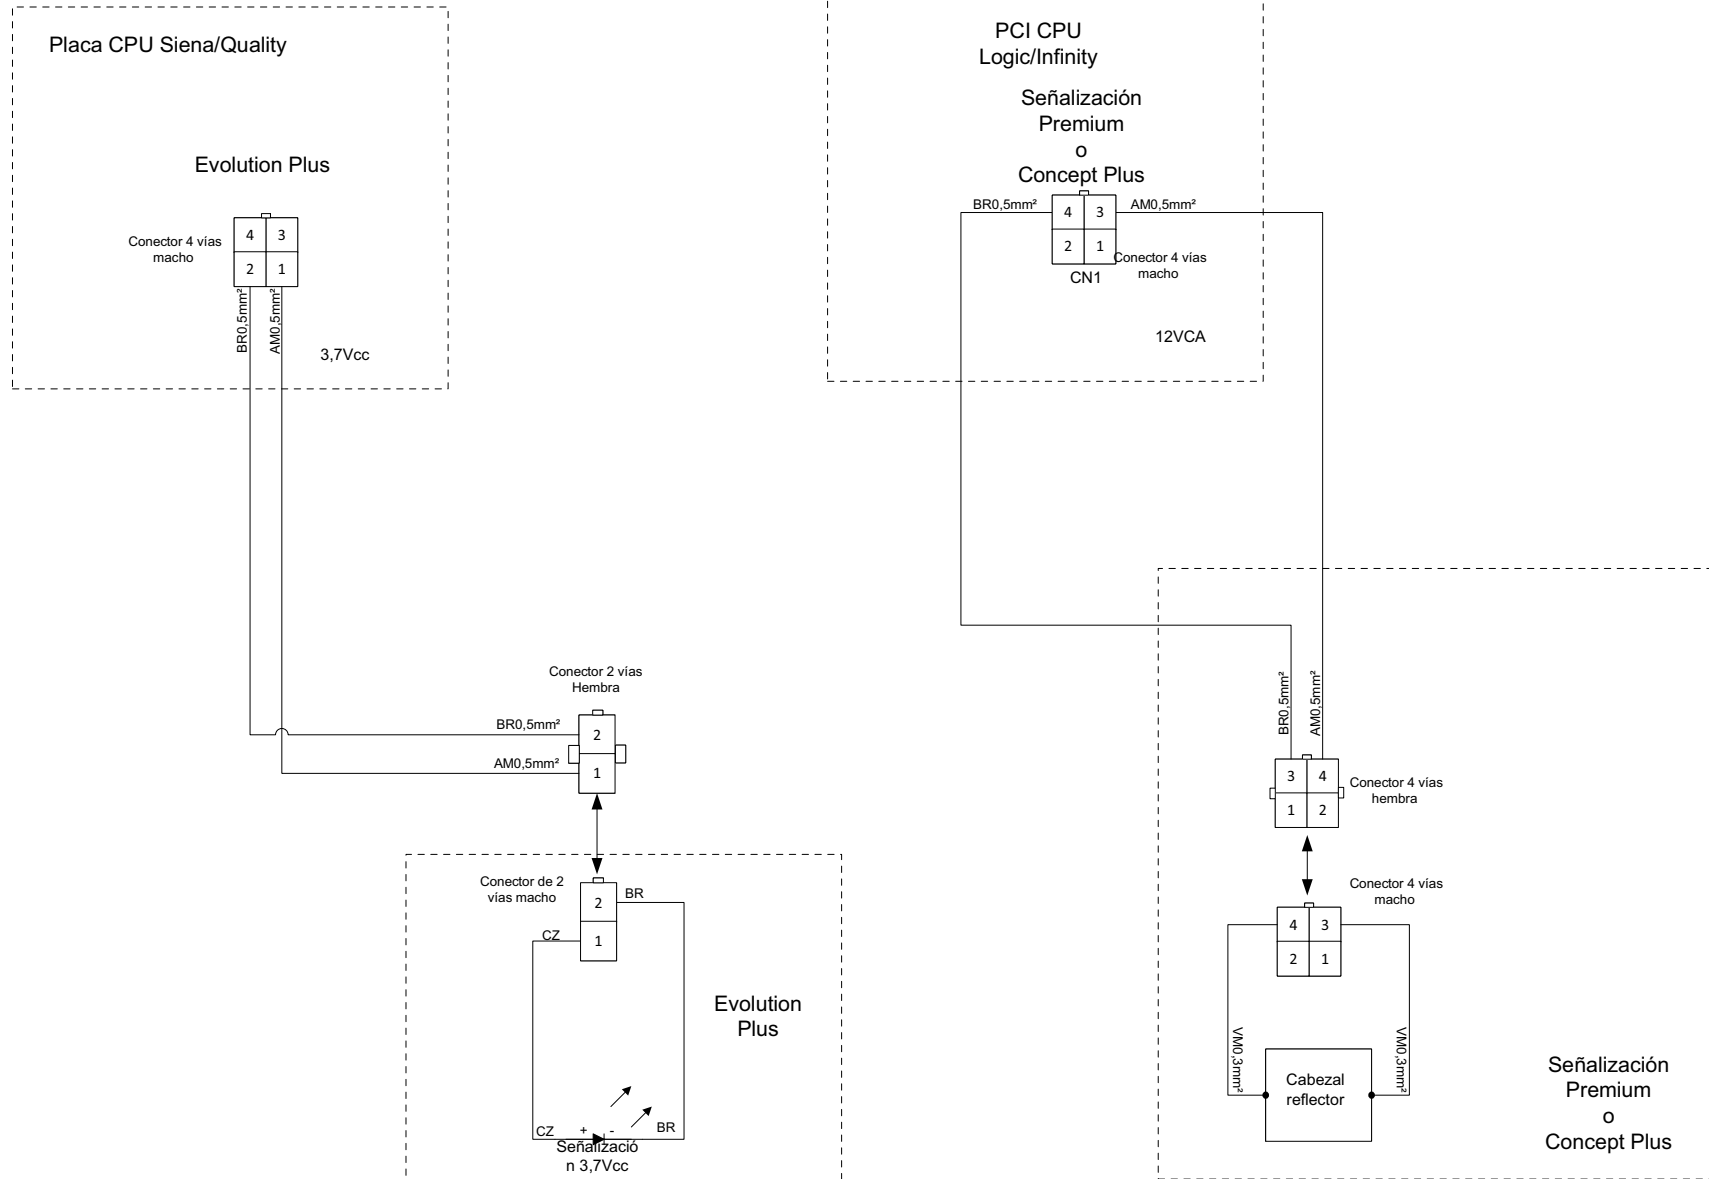 Placa CPU Siena/Quality
Evolution Plus
Conector 4 vías
macho
4
3
2
1
BR0,5mm²
AM0,5mm²
3,7Vcc
Conector 2 vías
Hembra
BR0,5mm²
2
AM0,5mm²
1
Conector de 2
vías macho
2
BR
CZ
1
Evolution
Plus
CZ
+
-
BR
Señalizació
n 3,7Vcc
PCI CPU
Logic/Infinity
Señalización
Premium
o
Concept Plus
BR0,5mm²
4
3
AM0,5mm²
2
1
Conector 4 vías
macho
CN1
12VCA
BR0,5mm²
AM0,5mm²
3
4
1
2
Conector 4 vías
hembra
Conector 4 vías
macho
4
3
2
1
VM0,3mm²
VM0,3mm²
Cabezal
reflector
Señalización
Premium
o
Concept Plus